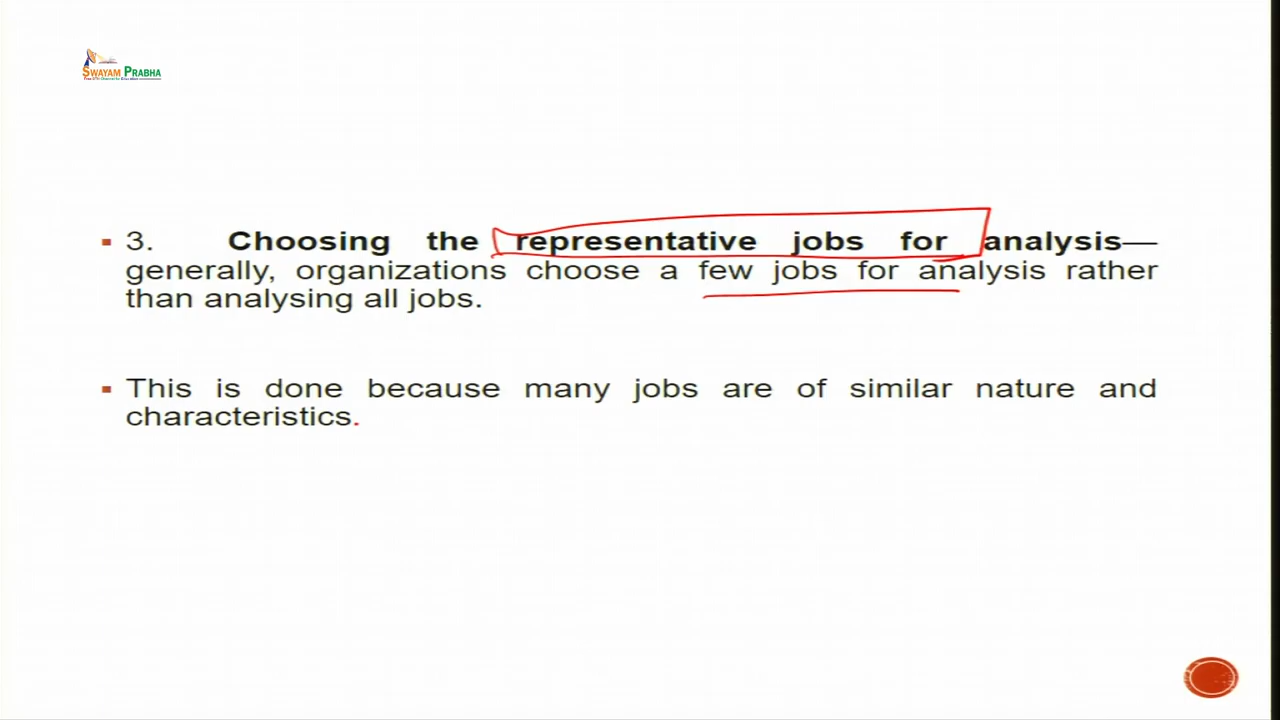 SWAYAM PRABHA
3. Choosing the representative jobs for analysis—
generally, organizations choose a few jobs for analysis rather
than analysing all jobs.
This is done because many jobs are of similar nature and
characteristics.